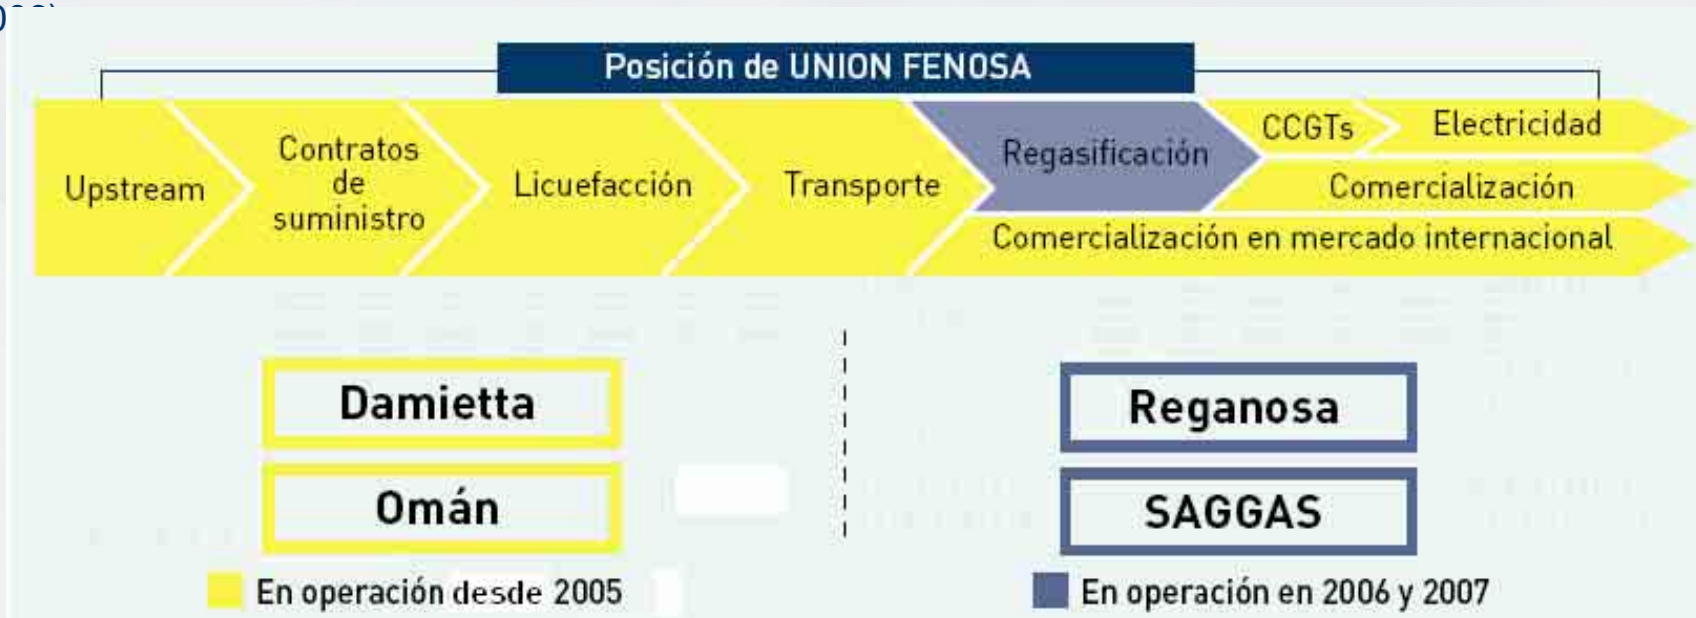 Posición de UNION FENOSA
Upstream
Contratos
de
suministro
Licuefacción
Transporte
Regasificación
CCGTs
Electricidad
Comercialización
Comercialización en mercado internacional
Damietta
Omán
Reganosa
SAGGAS
En operación desde 2005
En operación en 2006 y 2007